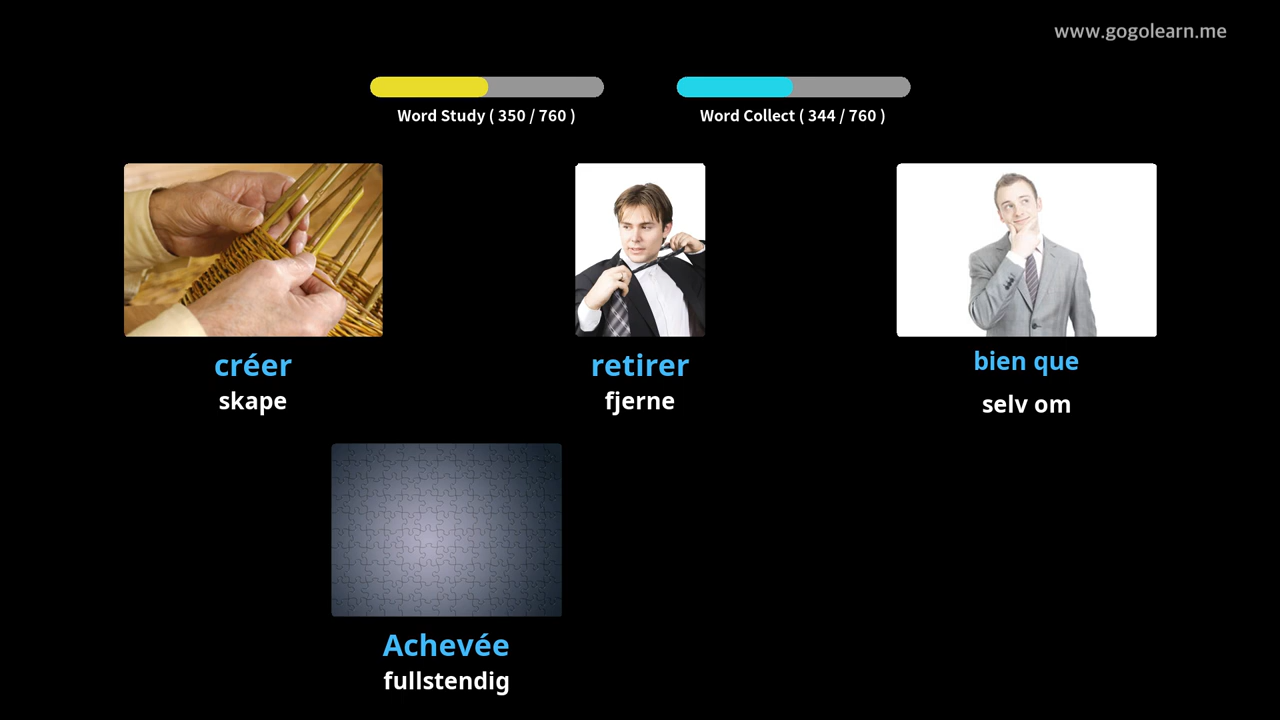 www.gogolearn.me
Word Study ( 350 / 760 )
Word Collect ( 344 / 760 )
créer
skape
retirer
fjerne
bien que
selv om
Achevée
fullstendig